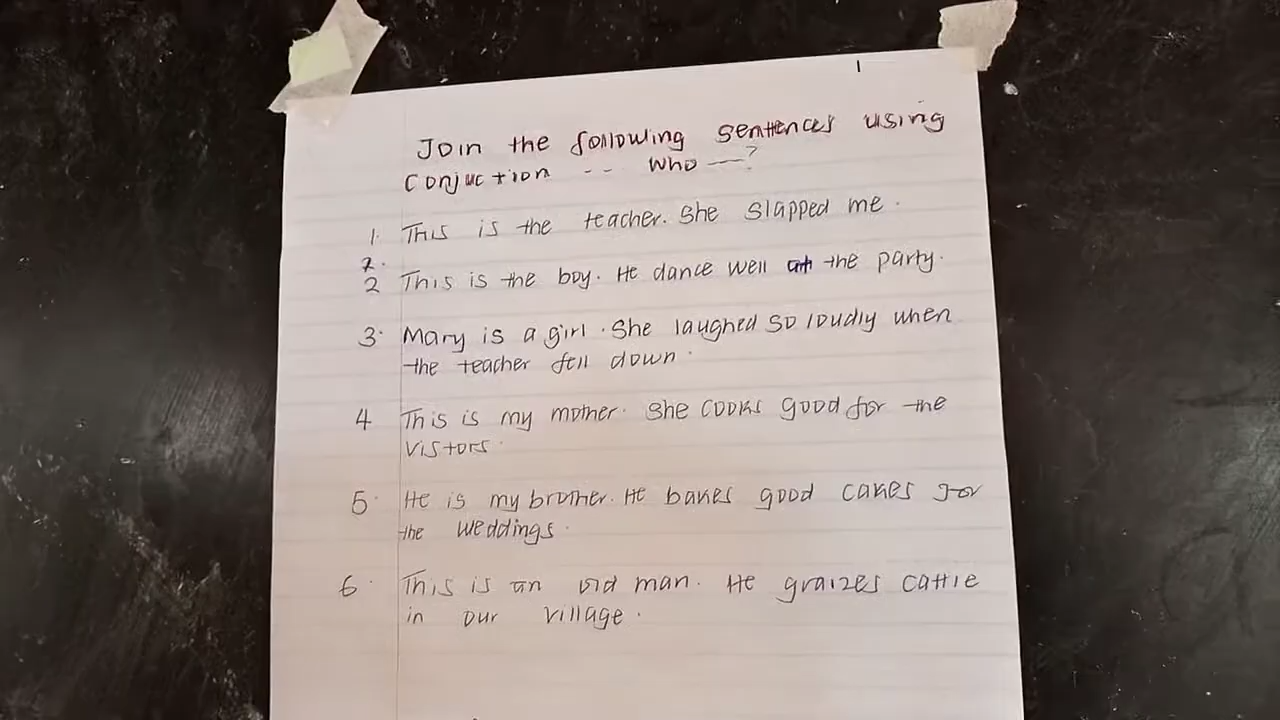 Join the following sentences using
Conjuction -- who —?
1. This is the teacher. She slapped me.
2.
2 This is the boy. He dance well at the party.
3. Mary is a girl. She laughed so loudly when
the teacher fell down.
4 This is my mother. She cooks good for the
vistors.
5. He is my brother. He bakes good cakes for
the weddings.
6. This is an old man. He graizes cattle
in our village.